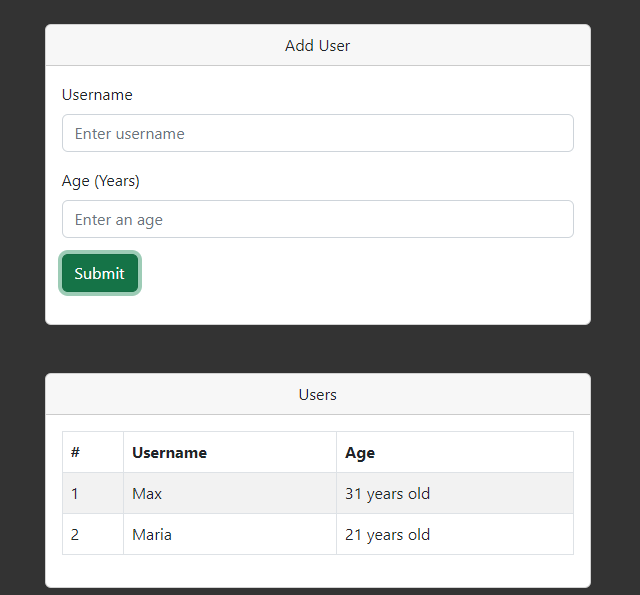 Add User
Username
Enter username
Age (Years)
Enter an age
Submit
Users
# Username Age
1 Max 31 years old
2 Maria 21 years old